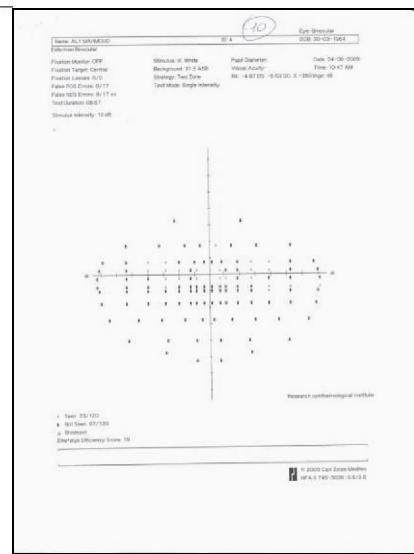 10
Eye: Binocular
Name: ALY MAHMOUD
ID: 4
DOB: 30-03-1964
Esterman Binocular
Fixation Monitor: OFF
Stimulus: III, White
Pupil Diameter:
Date: 04-06-2009
Fixation Target: Central
Background: 31.5 ASB
Visual Acuity:
Time: 10:47 AM
Fixation Losses: 0/0
Strategy: Two Zone
False POS Errors: 0/17
Test Mode: Single Intensity
False NEG Errors: 9/17 xx
Test Duration: 08:57
Stimulus Intensity: 10 dB
Research ophthalmological institute
Seen: 23/120
Not Seen: 97/120
Blindspot
Esterman Efficiency Score: 19
© 2009 Carl Zeiss Meditec